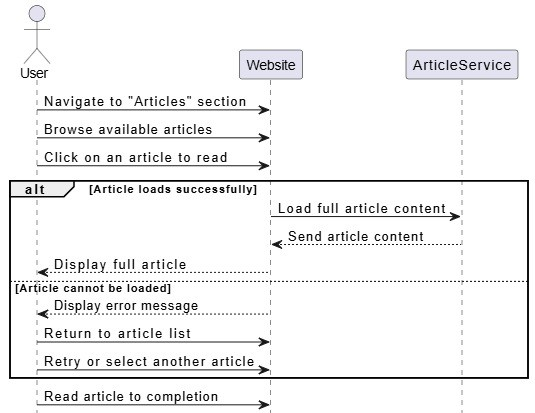 User
Website
ArticleService
Navigate to "Articles" section
Browse available articles
Click on an article to read
alt
[Article loads successfully]
Load full article content
Send article content
Display full article
[Article cannot be loaded]
Display error message
Return to article list
Retry or select another article
Read article to completion